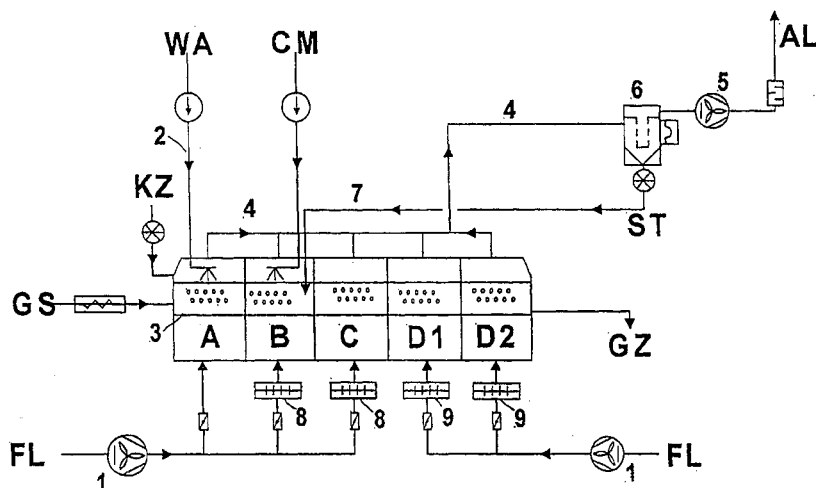 WA CM AL
6 5
2 4
KZ 7
4 ST
GS
3 A B C D1 D2
GZ
8 8 9 9
FL 1 1 FL